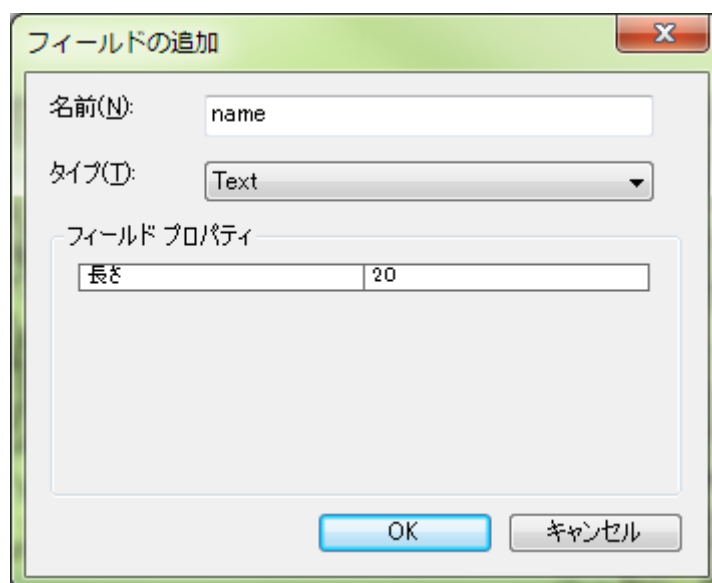 フィールドの追加
名前(N):
name
タイプ(T):
Text
フィールド プロパティ
長さ 20
OK キャンセル